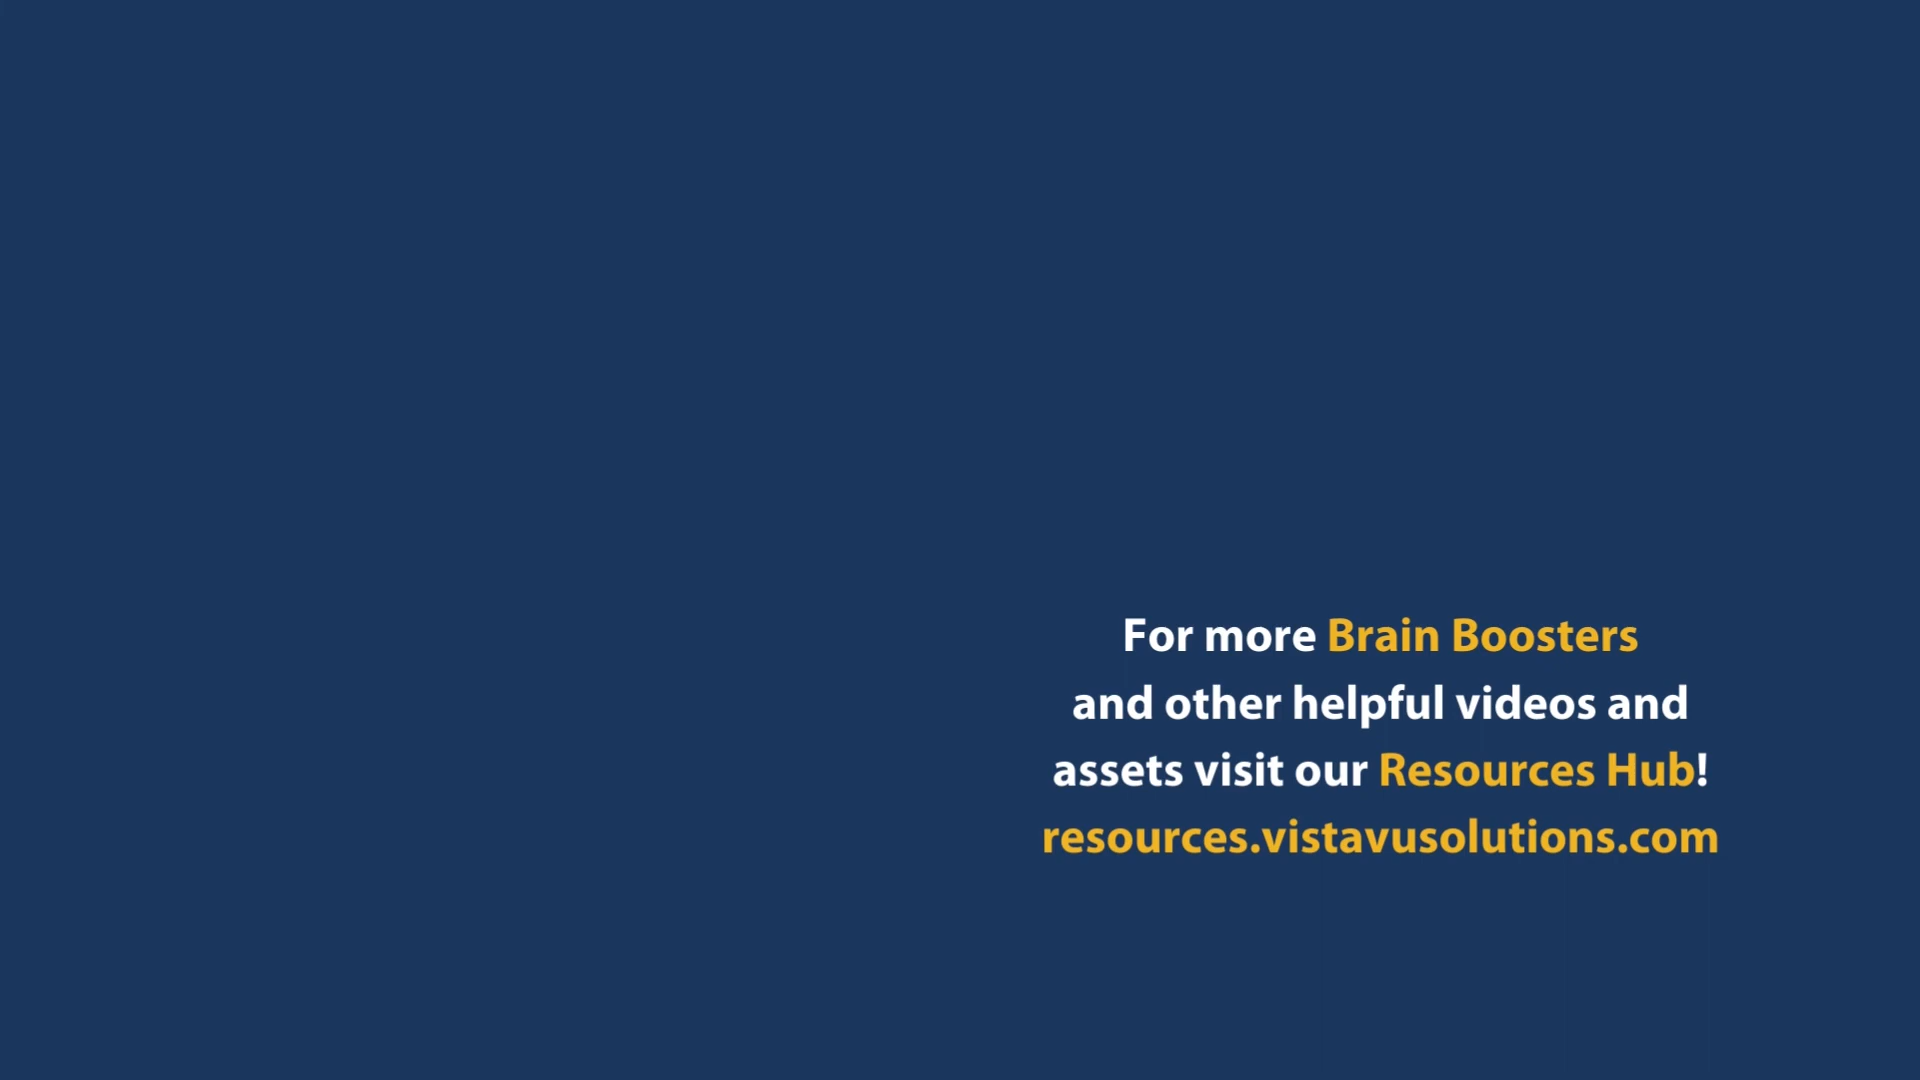 For more Brain Boosters
and other helpful videos and
assets visit our Resources Hub!
resources.vistavusolutions.com